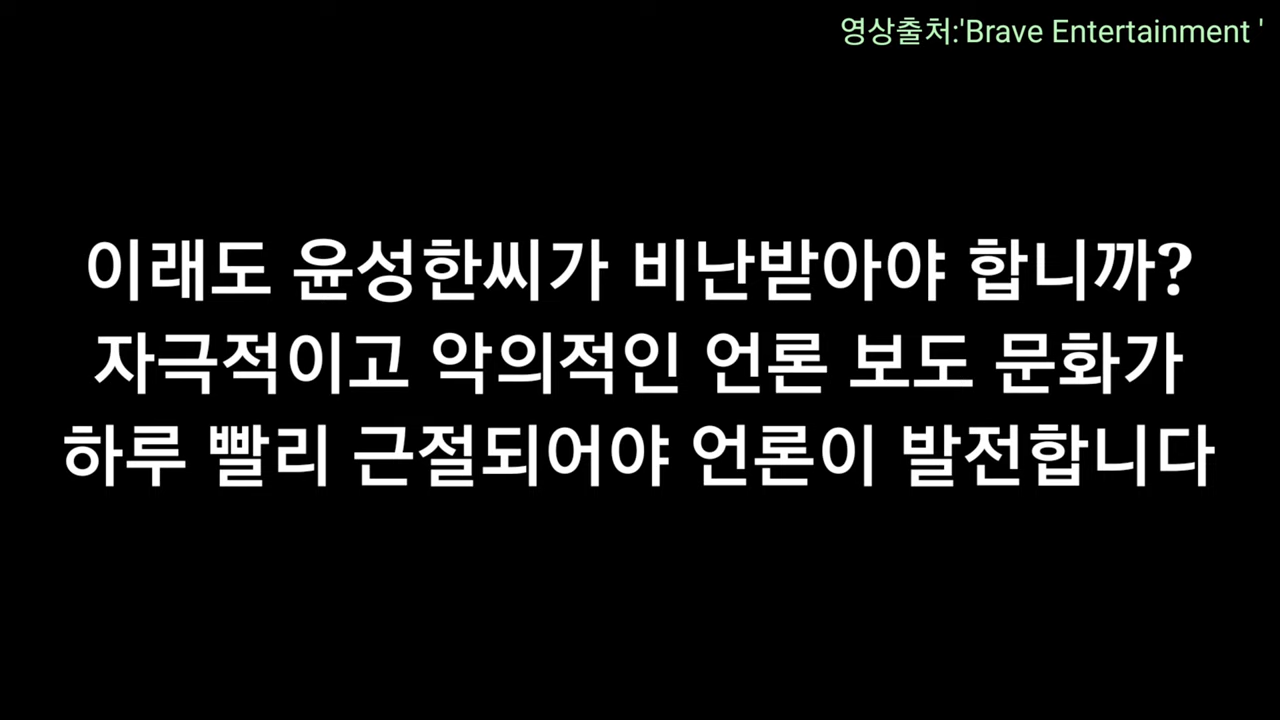 영상출처:'Brave Entertainment '
이래도 윤성한씨가 비난받아야 합니까?
자극적이고 악의적인 언론 보도 문화가
하루 빨리 근절되어야 언론이 발전합니다